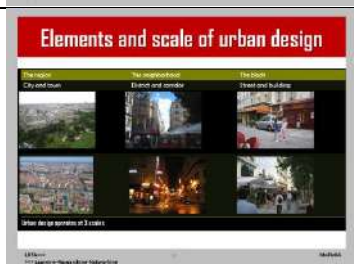 Elements and scale of urban design
The region The neighborhood The block
City and town District and corridor Street and building
Urban design operates at 3 scales